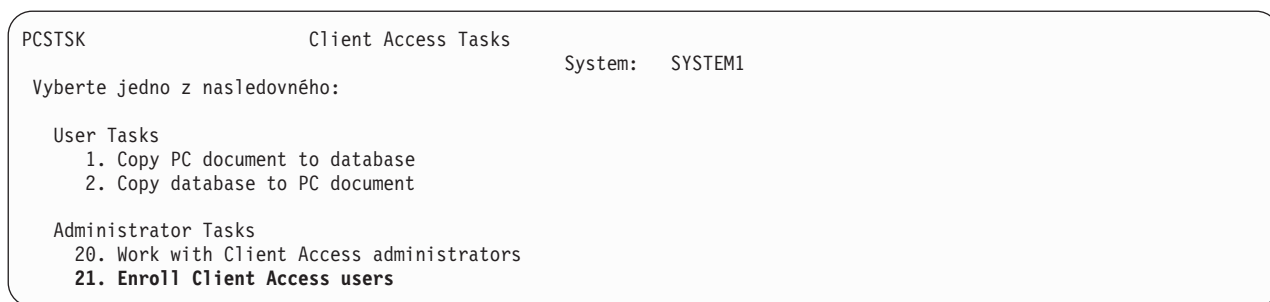 PCSTSK Client Access Tasks
System: SYSTEM1
Vyberte jedno z nasledovného:
User Tasks
1. Copy PC document to database
2. Copy database to PC document
Administrator Tasks
20. Work with Client Access administrators
21. Enroll Client Access users